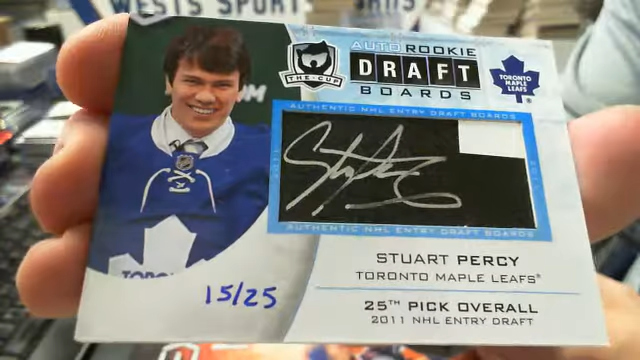 WESTS SPORT CARDS
AUTO ROOKIE
DRAFT
BOARDS
THE-CUP
TORONTO
MAPLE
LEAFS
AUTHENTIC NHL ENTRY DRAFT BOARDS
AUTHENTIC NHL ENTRY DRAFT BOARDS
STUART PERCY
TORONTO MAPLE LEAFS®
15/25
25TH PICK OVERALL
2011 NHL ENTRY DRAFT